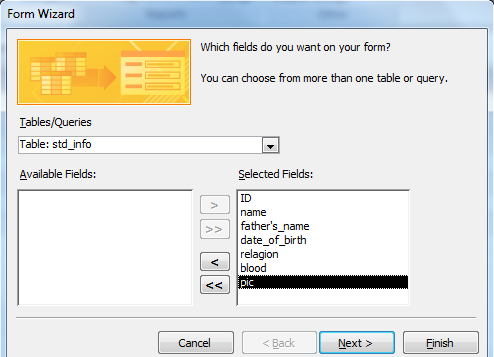 Form Wizard
Which fields do you want on your form?
You can choose from more than one table or query.
Tables/Queries
Table: std_info
Available Fields:
Selected Fields:
>
>>
<
<<
ID
name
father's_name
date_of_birth
relagion
blood
pic
Cancel
< Back
Next >
Finish